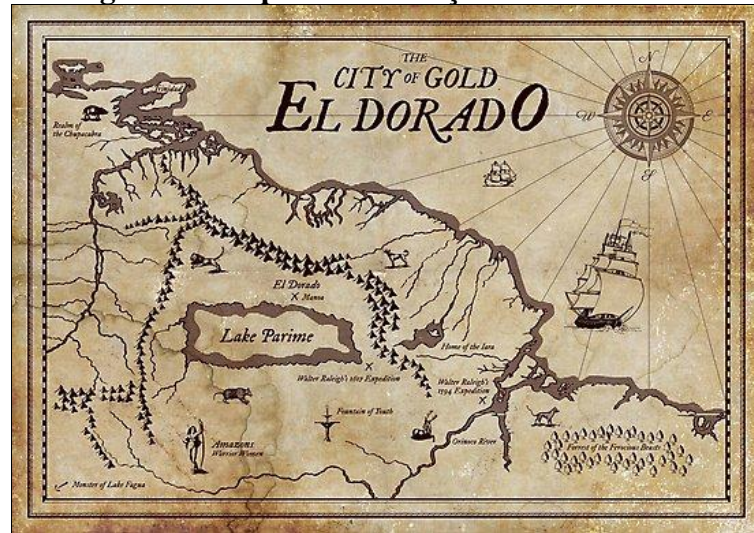 THE
CITY OF GOLD
EL DORADO
N
W
E
S
Trinidad
Realm of
the Chupacabra
El Dorado
Manoa
Lake Parime
Home of the Iara
Walter Raleigh's 1617 Expedition
Walter Raleigh's
1594 Expedition
Fountain of Youth
Amazons
Warrior Women
Orinoco River
Forrest of the Ferocious Beasts
Monster of Lake Fagua